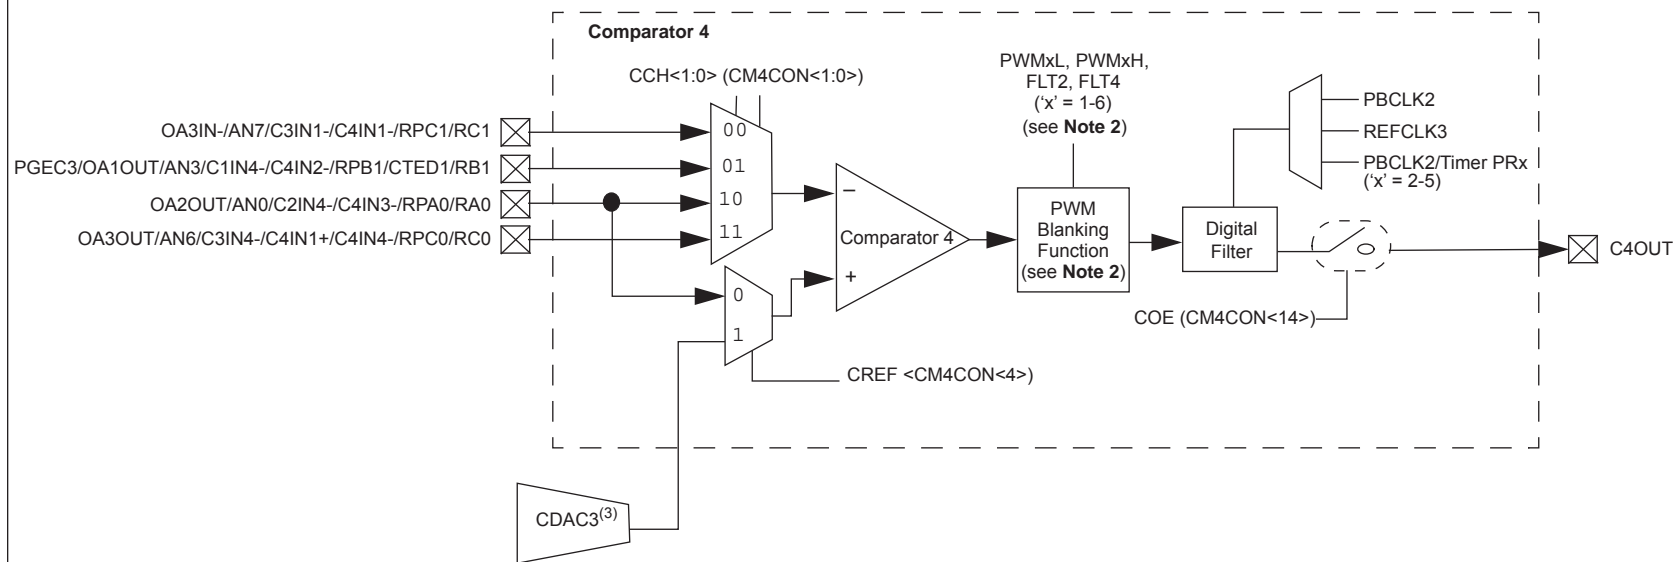 Comparator 4
CCH<1:0> (CM4CON<1:0>)
PWMxL, PWMxH,
FLT2, FLT4
('x' = 1-6)
(see Note 2)
PBCLK2
REFCLK3
PBCLK2/Timer PRx
('x' = 2-5)
OA3IN-/AN7/C3IN1-/C4IN1-/RPC1/RC1
00
PGEC3/OA1OUT/AN3/C1IN4-/C4IN2-/RPB1/CTED1/RB1
01
OA2OUT/AN0/C2IN4-/C4IN3-/RPA0/RA0
10
OA3OUT/AN6/C3IN4-/C4IN1+/C4IN4-/RPC0/RC0
11
–
Comparator 4
+
PWM
Blanking
Function
(see Note 2)
Digital
Filter
C4OUT
0
1
COE (CM4CON<14>)
CREF <CM4CON<4>)
CDAC3(3)